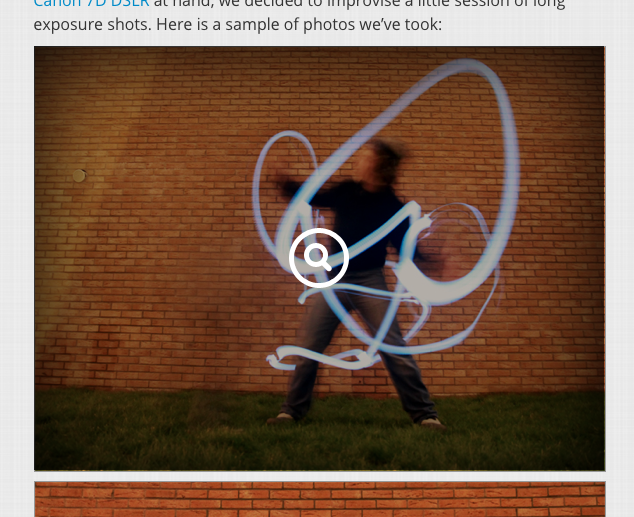 Canon 7D DSLR at hand, we decided to improvise a little session of long
exposure shots. Here is a sample of photos we’ve took: